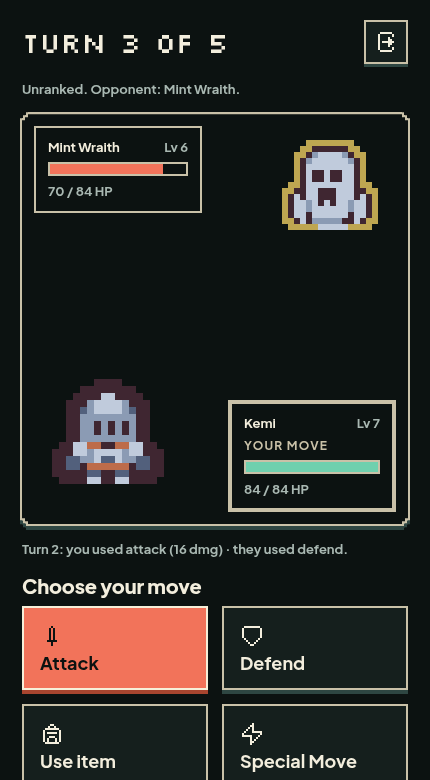 TURN 3 OF 5
Unranked. Opponent: Mint Wraith.
Mint Wraith Lv 6
70 / 84 HP
Kemi Lv 7
YOUR MOVE
84 / 84 HP
Turn 2: you used attack (16 dmg) · they used defend.
Choose your move
Attack
Defend
Use item
Special Move